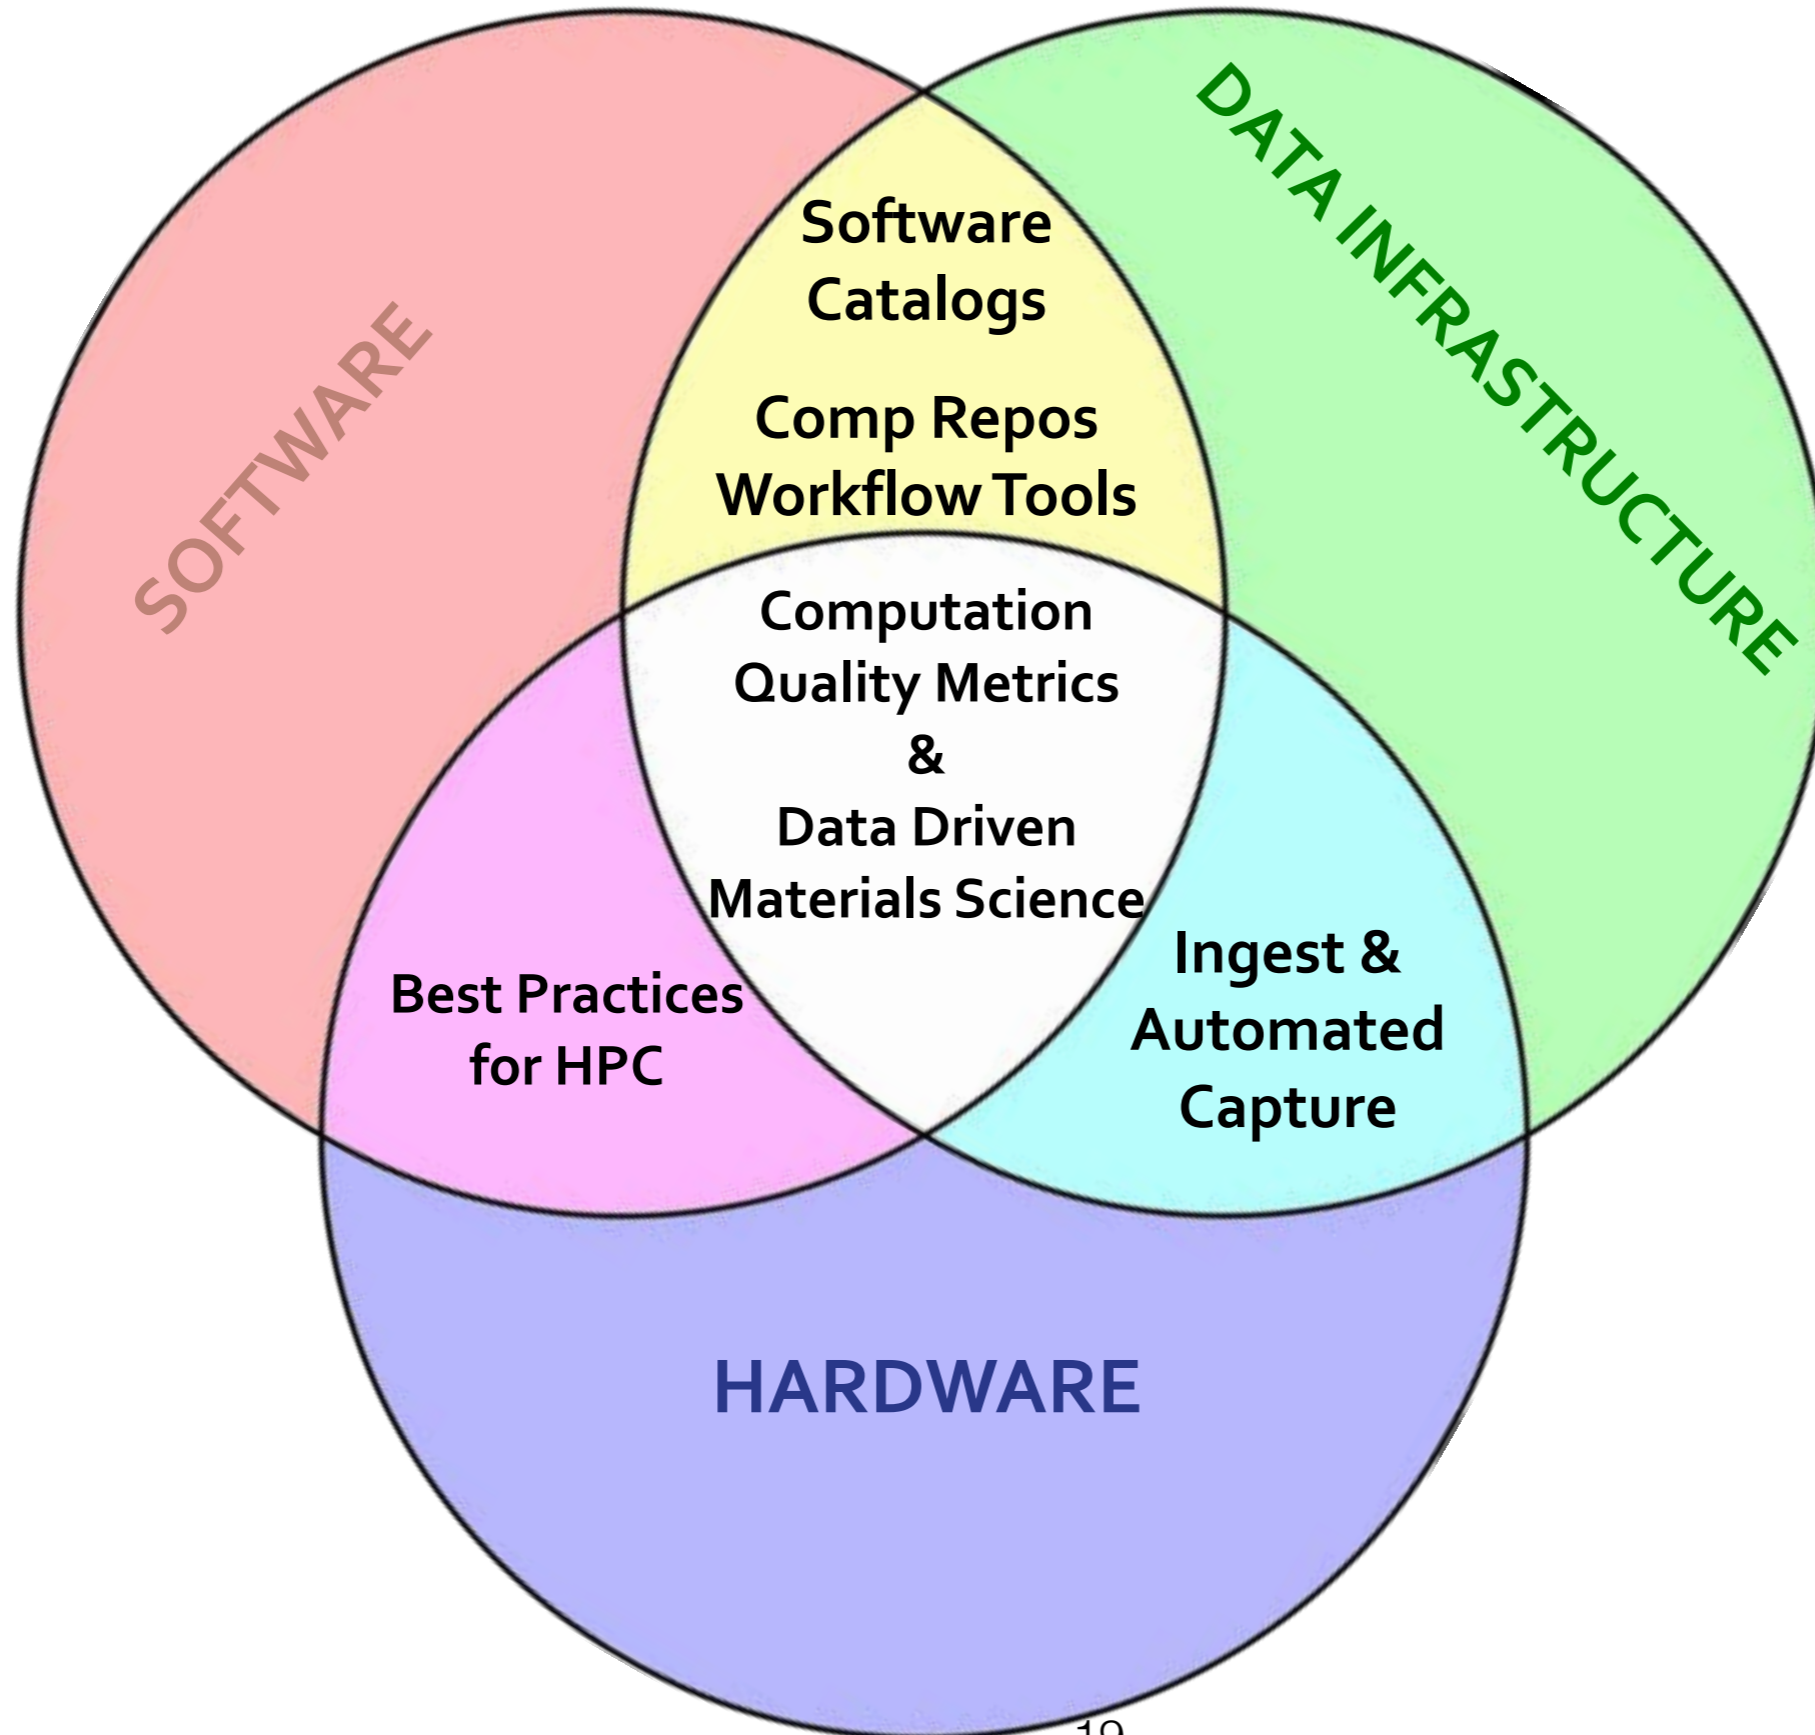 SOFTWARE
DATA INFRASTRUCTURE
Software
Catalogs
Comp Repos
Workflow Tools
Computation
Quality Metrics
&
Data Driven
Materials Science
Best Practices
for HPC
Ingest &
Automated
Capture
HARDWARE